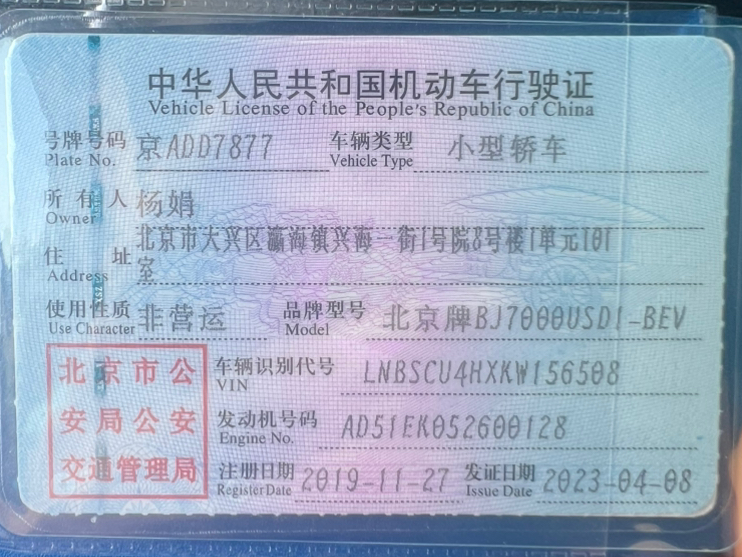 中华人民共和国机动车行驶证
Vehicle License of the People's Republic of China
号牌号码 京ADD7877 车辆类型 小型轿车
Plate No. Vehicle Type
所有人 杨娟
Owner
住址 北京市大兴区瀛海镇兴海一街1号院8号楼1单元101
室
Address
使用性质 非营运 品牌型号 北京牌BJ7000USD1-BEV
Use Character Model
北京市公
安局公安
交通管理局
车辆识别代号 LNBSCU4HXKW156508
VIN
发动机号码 AD51EK052600128
Engine No.
注册日期 2019-11-27 发证日期 2023-04-08
Register Date Issue Date